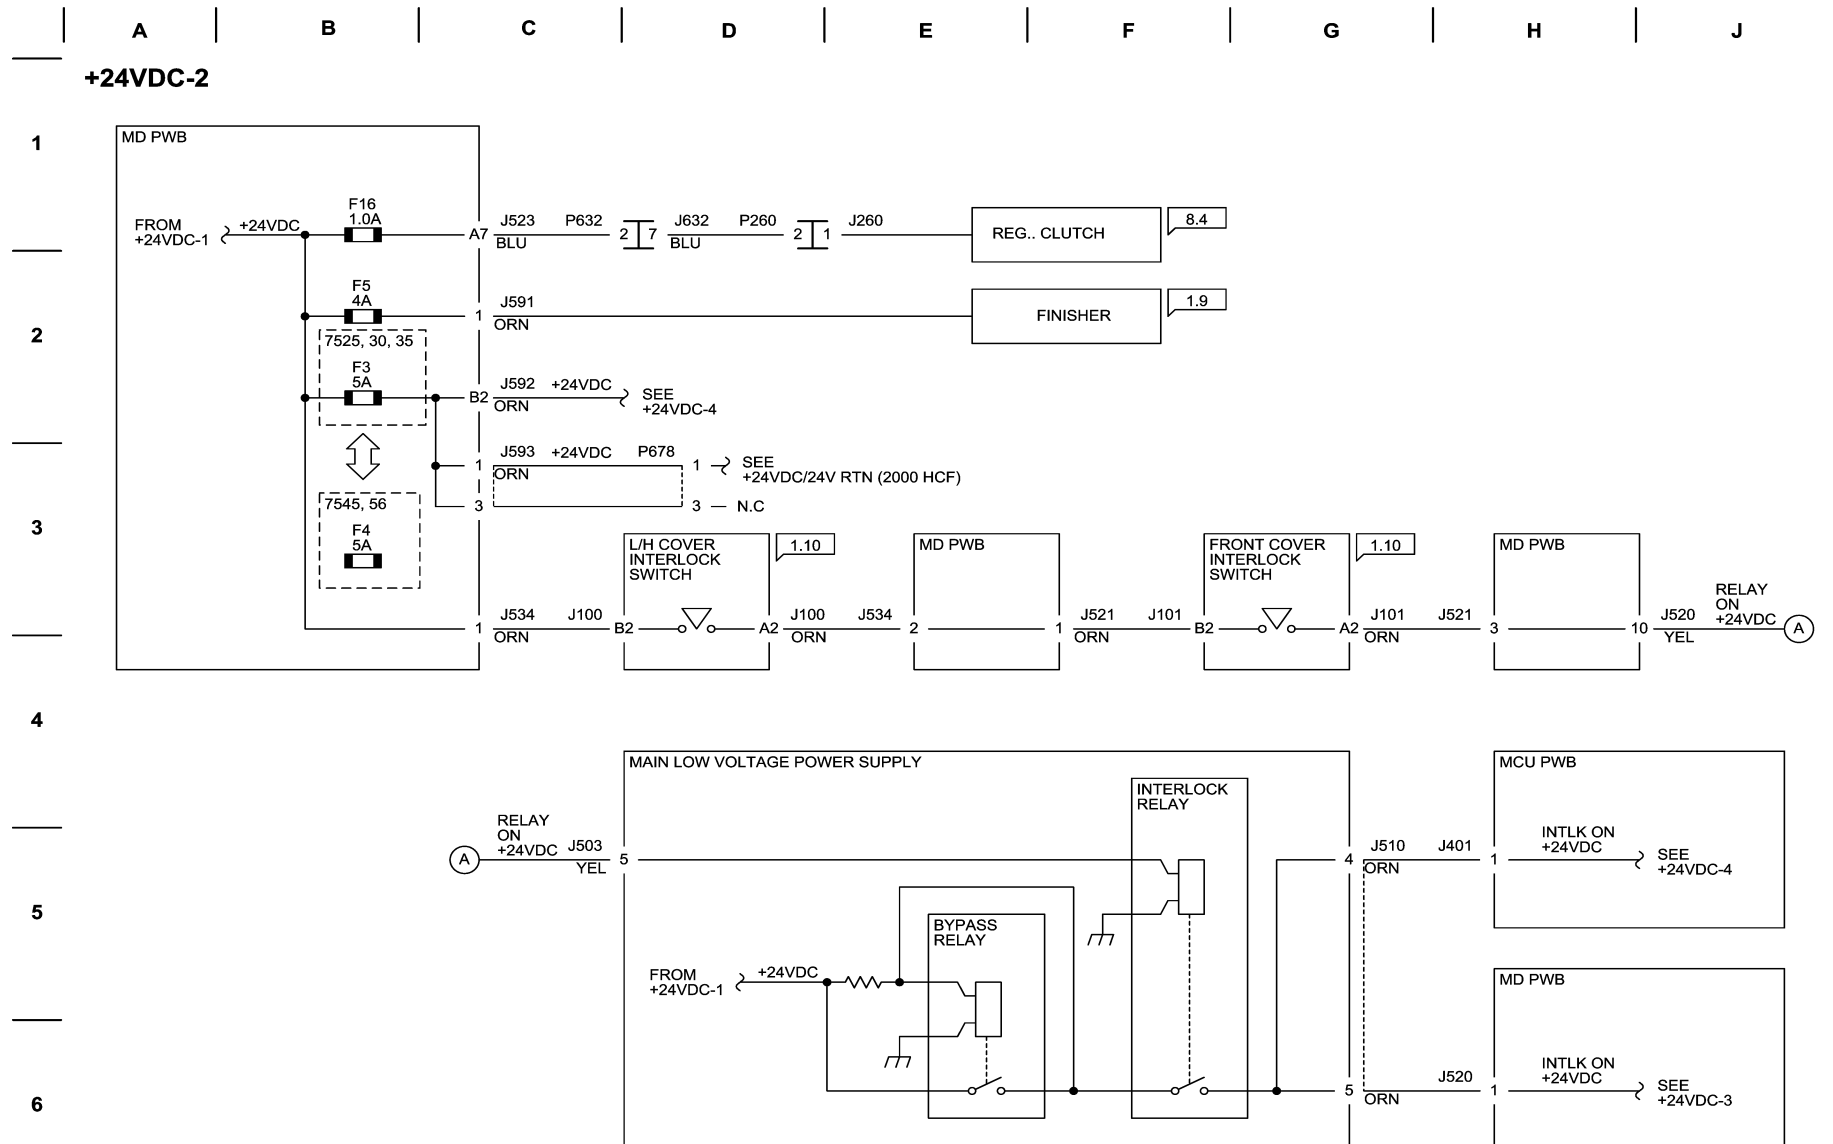 A B C D E F G H J
+24VDC-2
1
MD PWB
FROM
+24VDC-1
+24VDC
F16
1.0A
A7
J523
BLU
P632
2 7
J632
BLU
P260
2 1
J260
REG.. CLUTCH
8.4
2
F5
4A
1
J591
ORN
FINISHER
1.9
7525, 30, 35
F3
5A
B2
J592
ORN
+24VDC
SEE
+24VDC-4
1
J593
ORN
+24VDC
P678
1
SEE
+24VDC/24V RTN (2000 HCF)
3
3
N.C
3
7545, 56
F4
5A
L/H COVER
INTERLOCK
SWITCH
1.10
MD PWB
FRONT COVER
INTERLOCK
SWITCH
1.10
MD PWB
1
J534
ORN
J100
B2
A2
J100
ORN
J534
2
1
J521
ORN
J101
B2
A2
J101
ORN
J521
3
10
J520
YEL
RELAY
ON
+24VDC
A
4
MAIN LOW VOLTAGE POWER SUPPLY
INTERLOCK
RELAY
MCU PWB
A
RELAY
ON
+24VDC
J503
YEL
5
4
J510
ORN
J401
1
INTLK ON
+24VDC
SEE
+24VDC-4
5
BYPASS
RELAY
FROM
+24VDC-1
+24VDC
MD PWB
6
5
ORN
J520
1
INTLK ON
+24VDC
SEE
+24VDC-3